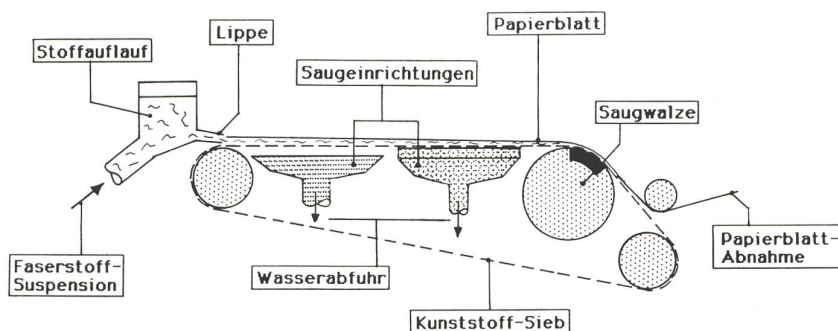 Stoffauflauf
Lippe
Papierblatt
Saugeinrichtungen
Saugwalze
Faserstoff-
Suspension
Wasserabfuhr
Kunststoff-Sieb
Papierblatt-
Abnahme